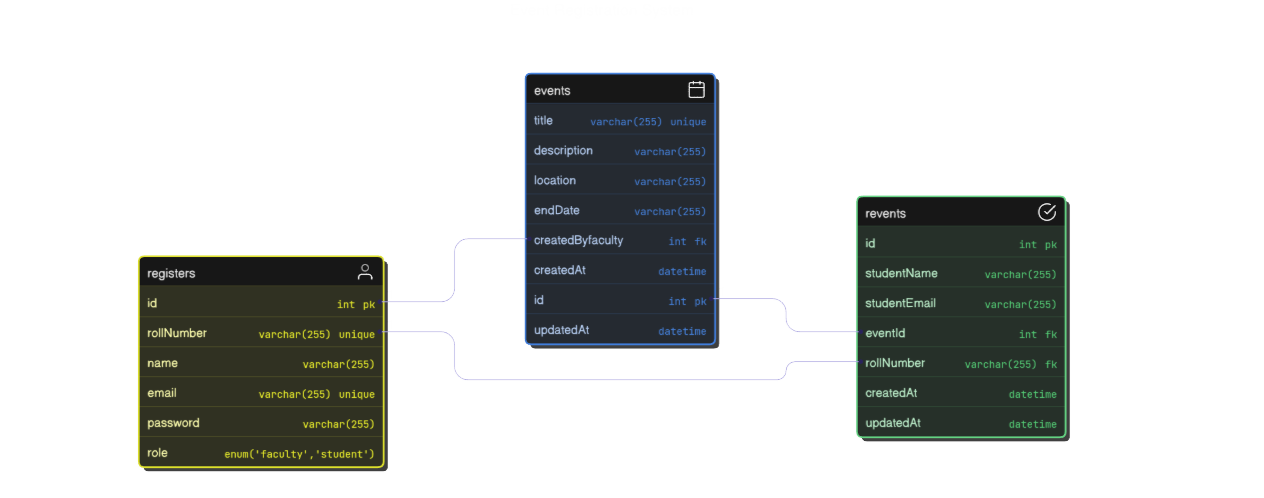 events
title varchar(255) unique
description varchar(255)
location varchar(255)
endDate varchar(255)
createdByfaculty int fk
createdAt datetime
id int pk
updatedAt datetime
registers
id int pk
rollNumber varchar(255) unique
name varchar(255)
email varchar(255) unique
password varchar(255)
role enum('faculty','student')
revents
id int pk
studentName varchar(255)
studentEmail varchar(255)
eventId int fk
rollNumber varchar(255) fk
createdAt datetime
updatedAt datetime